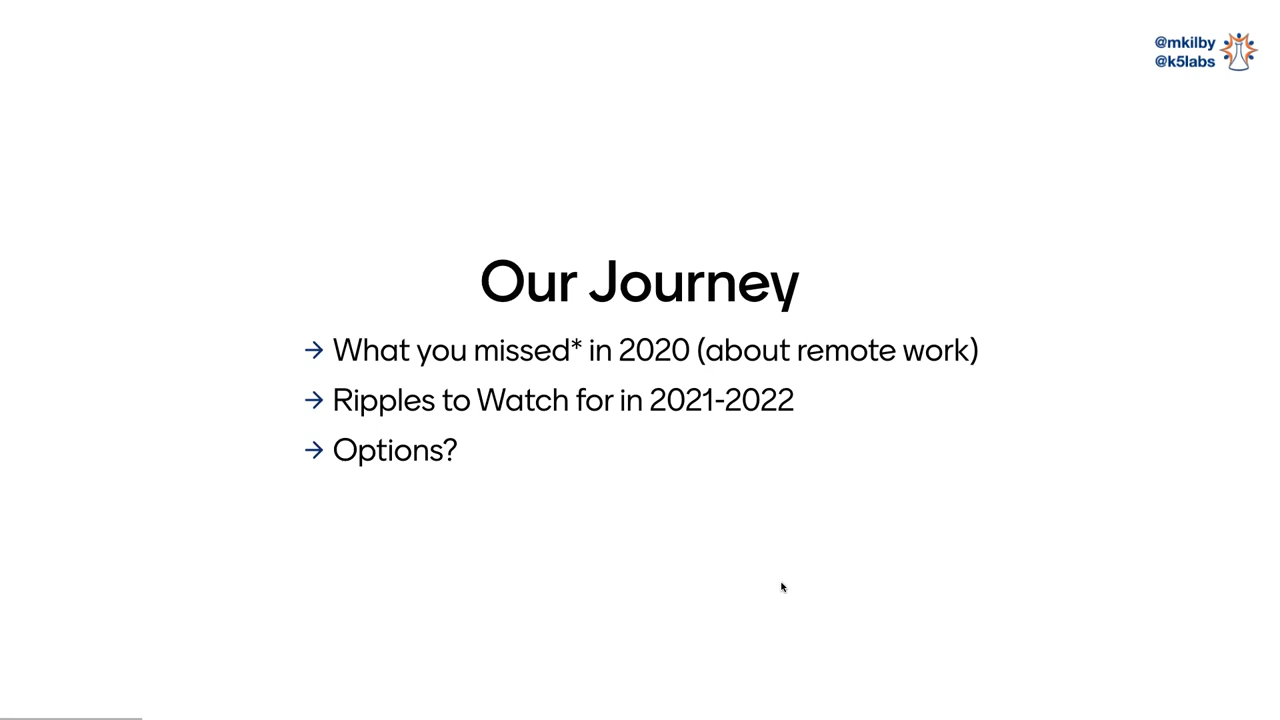 @mkilby
@k5labs
Our Journey
→ What you missed* in 2020 (about remote work)
→ Ripples to Watch for in 2021-2022
→ Options?